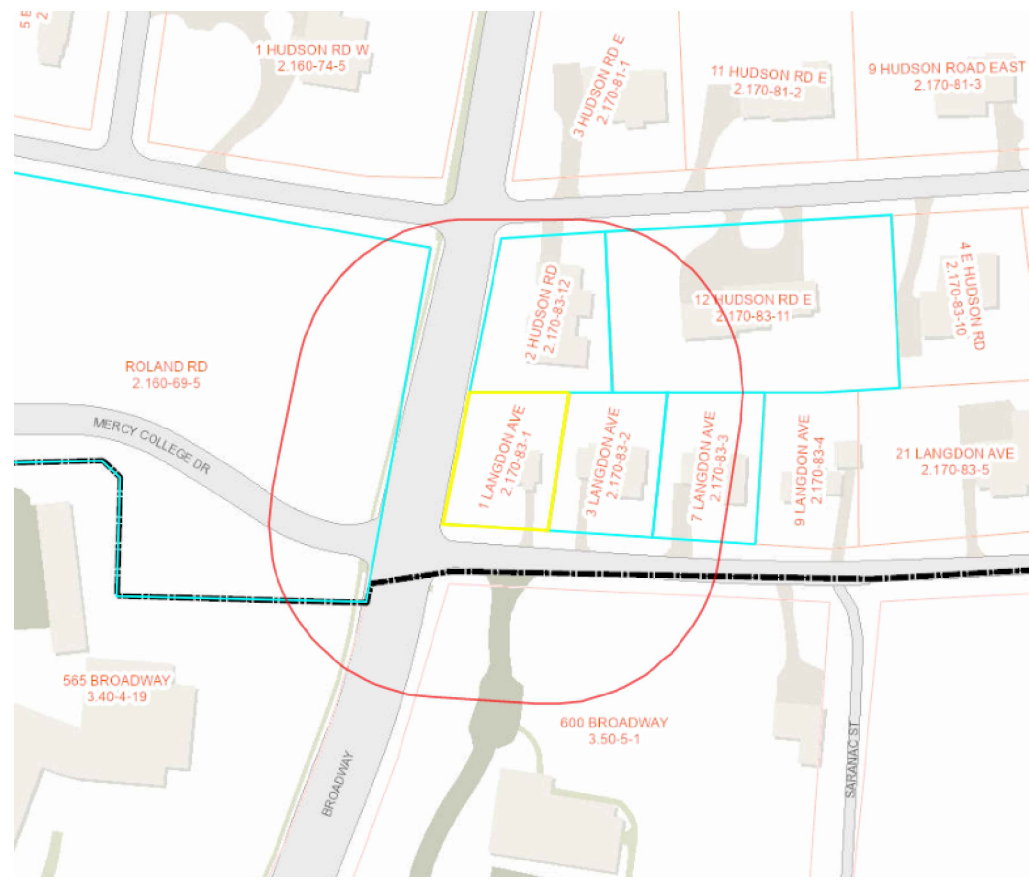 5 E
2
1 HUDSON RD W
2.160-74-5
3 HUDSON RD E
2.170-81-1
11 HUDSON RD E
2.170-81-2
9 HUDSON ROAD EAST
2.170-81-3
2 HUDSON RD
2.170-83-12
12 HUDSON RD E
2.170-83-11
4 E HUDSON RD
2.170-83-10
ROLAND RD
2.160-69-5
MERCY COLLEGE DR
1 LANGDON AVE
2.170-83-1
3 LANGDON AVE
2.170-83-2
7 LANGDON AVE
2.170-83-3
9 LANGDON AVE
2.170-83-4
21 LANGDON AVE
2.170-83-5
565 BROADWAY
3.40-4-19
600 BROADWAY
3.50-5-1
BROADWAY
SARANAC ST